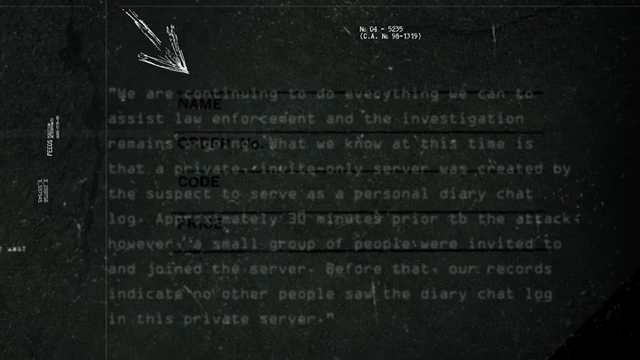 № 04 - 5235
(C.A. № 98-1319)
"We are continuing to do everything we can to
assist law enforcement and the investigation
remains
What we know at this time is
that a private invite-only server was created by
the suspect to serve as a personal diary chat
log. Approximately 30 minutes prior to the attack;
however, a small group of people were invited to
and joined the server. Before that, our records
indicate no other people saw the diary chat log
in this private server."
NAME
ORDER No.
CODE
PRICE